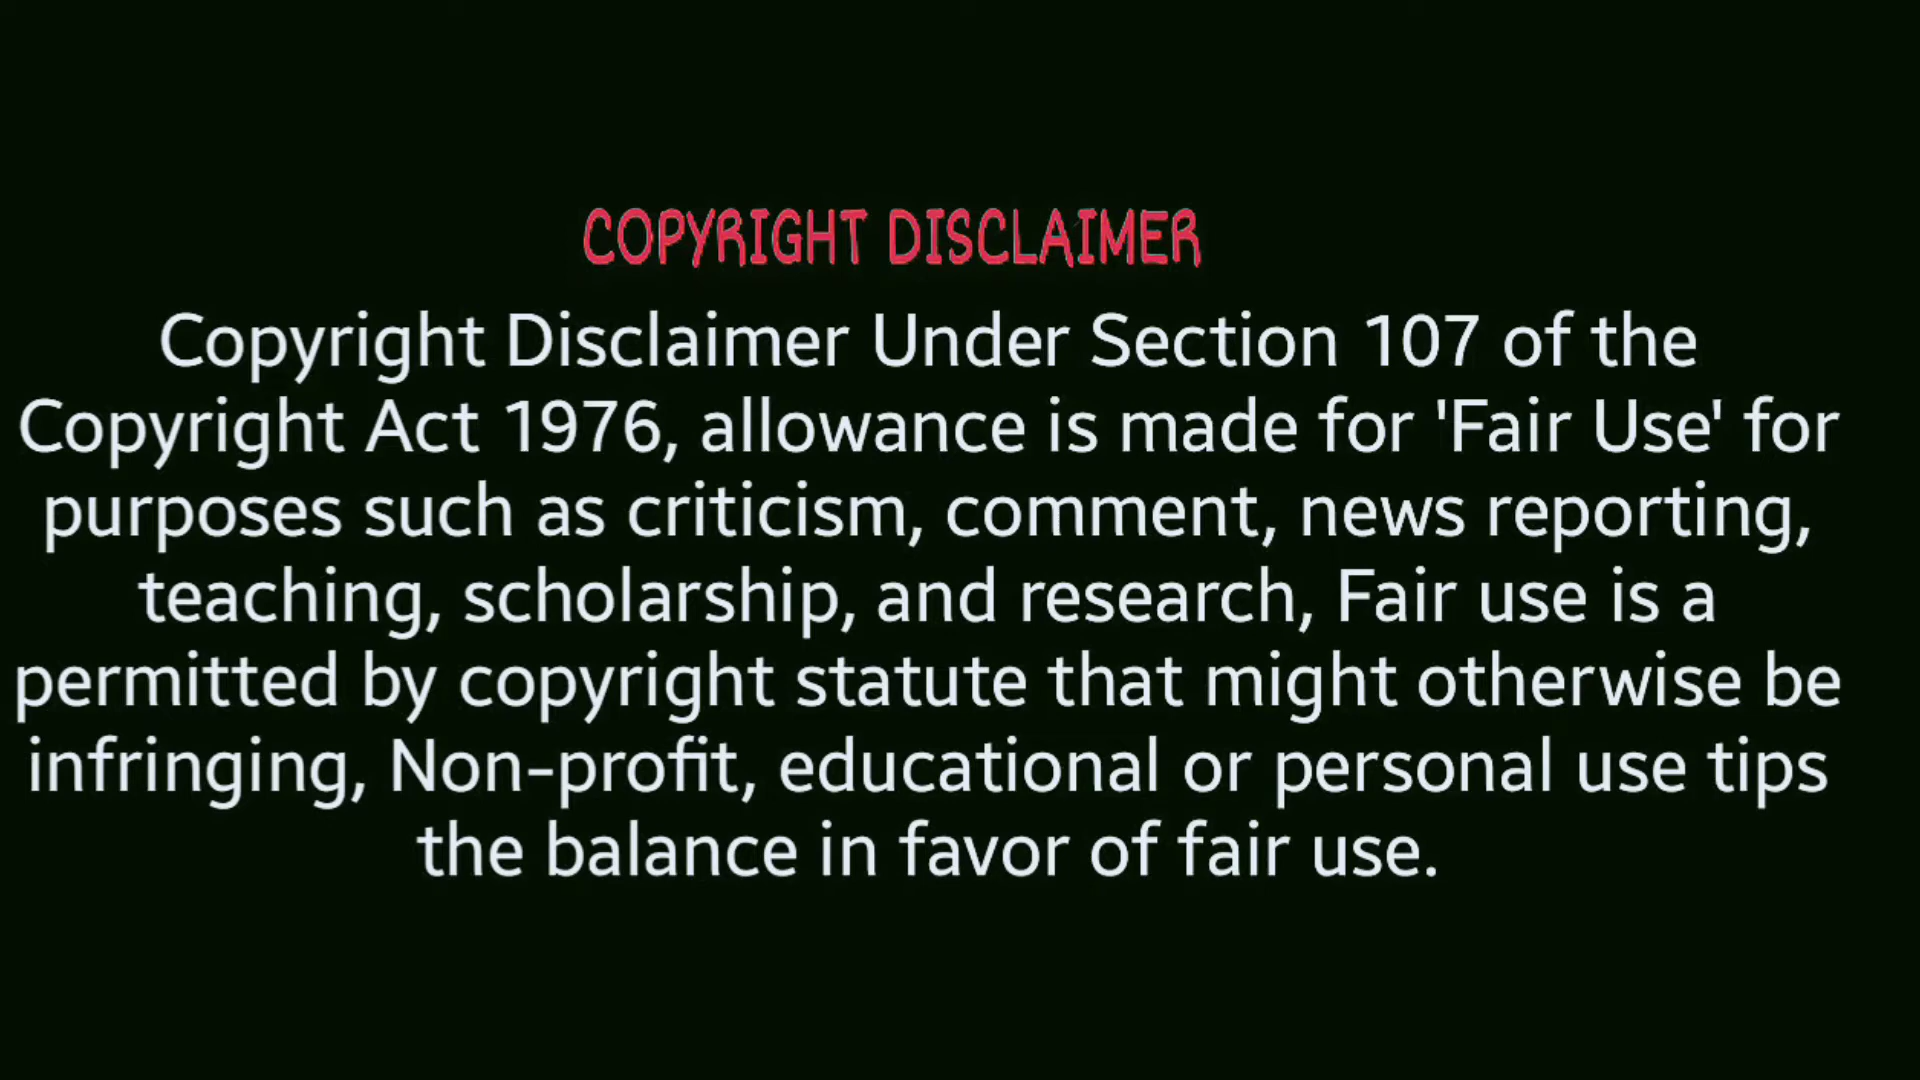 COPYRIGHT DISCLAIMER
Copyright Disclaimer Under Section 107 of the
Copyright Act 1976, allowance is made for 'Fair Use' for
purposes such as criticism, comment, news reporting,
teaching, scholarship, and research, Fair use is a
permitted by copyright statute that might otherwise be
infringing, Non-profit, educational or personal use tips
the balance in favor of fair use.